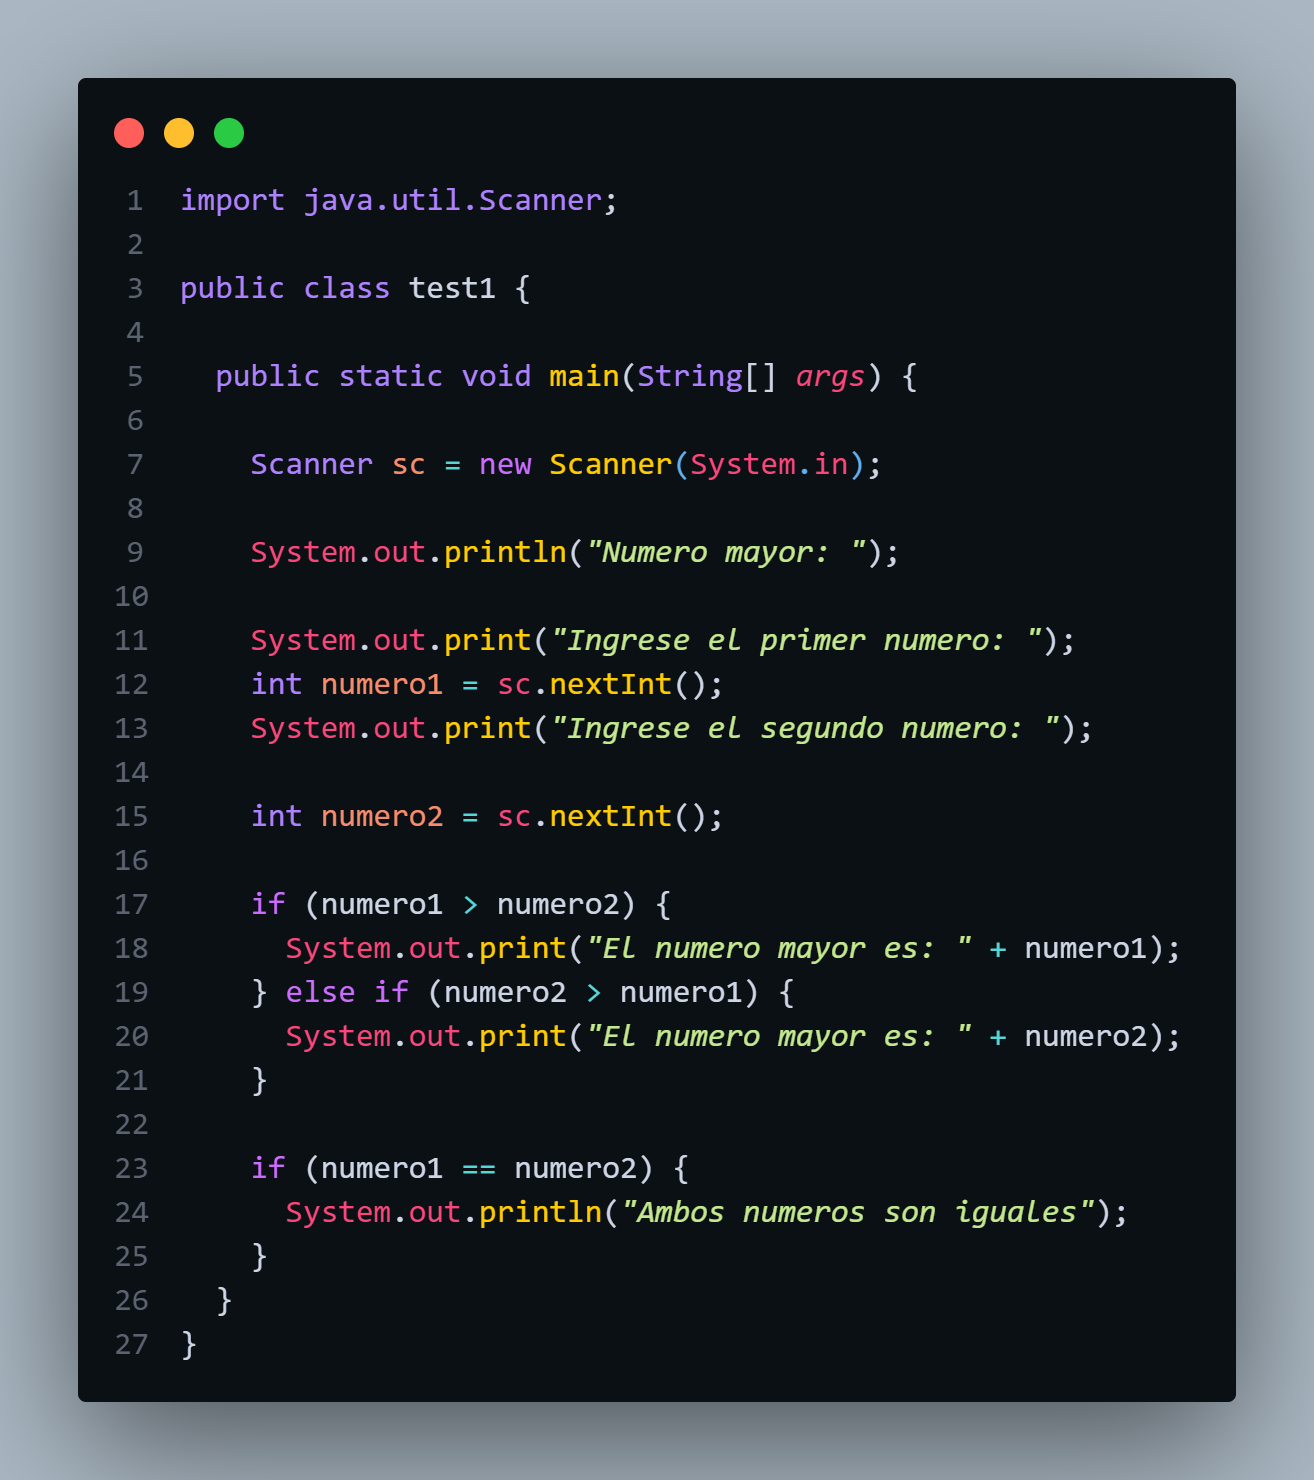 1 import java.util.Scanner;
2
3 public class test1 {
4
5   public static void main(String[] args) {
6
7     Scanner sc = new Scanner(System.in);
8
9     System.out.println("Numero mayor: ");
10
11     System.out.print("Ingrese el primer numero: ");
12     int numero1 = sc.nextInt();
13     System.out.print("Ingrese el segundo numero: ");
14
15     int numero2 = sc.nextInt();
16
17     if (numero1 > numero2) {
18       System.out.print("El numero mayor es: " + numero1);
19     } else if (numero2 > numero1) {
20       System.out.print("El numero mayor es: " + numero2);
21     }
22
23     if (numero1 == numero2) {
24       System.out.println("Ambos numeros son iguales");
25     }
26   }
27 }